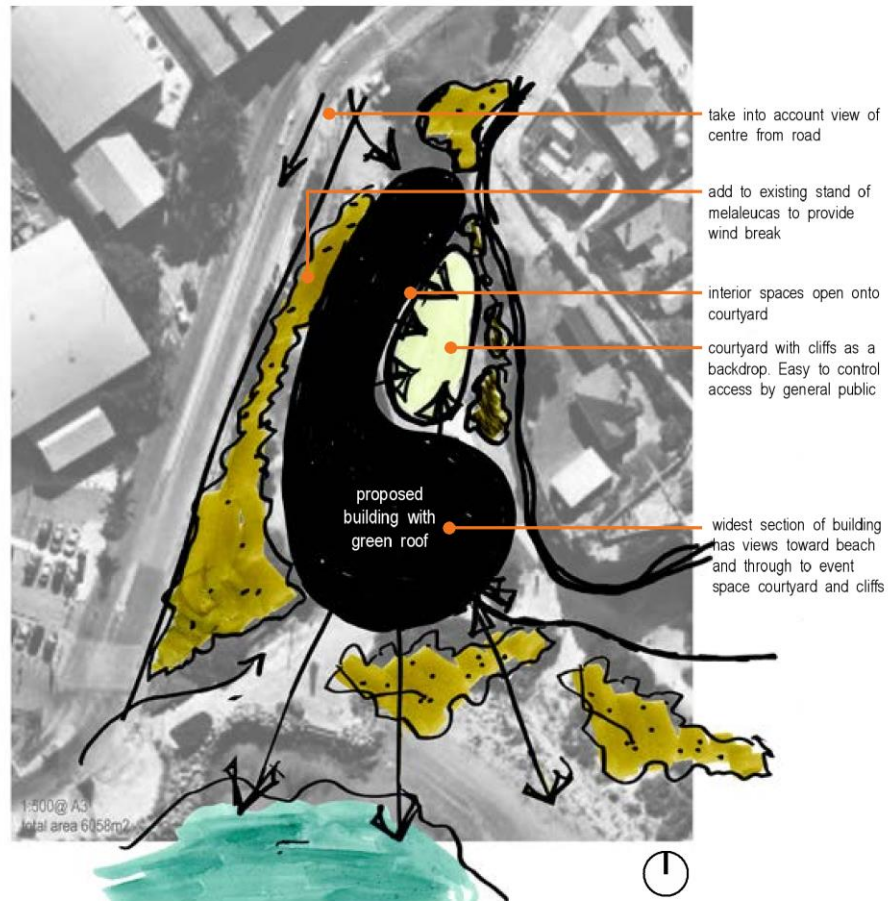 take into account view of
centre from road
add to existing stand of
melaleucas to provide
wind break
interior spaces open onto
courtyard
courtyard with cliffs as a
backdrop. Easy to control
access by general public
proposed
building with
green roof
widest section of building
has views toward beach
and through to event
space courtyard and cliffs
1:500@ A3
total area 6058m2